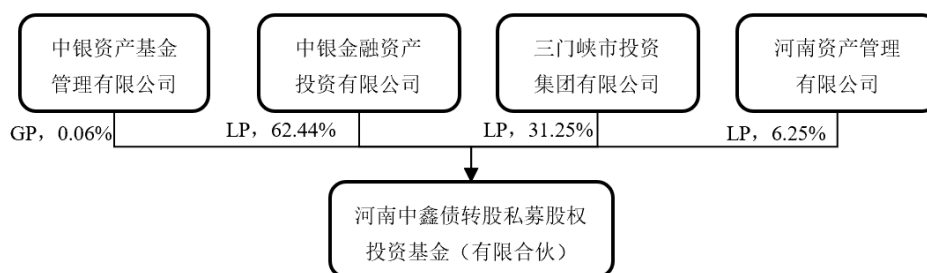 中银资产基金
管理有限公司
中银金融资产
投资有限公司
三门峡市投资
集团有限公司
河南资产管理
有限公司
GP，0.06%
LP，62.44%
LP，31.25%
LP，6.25%
河南中鑫债转股私募股权
投资基金（有限合伙）